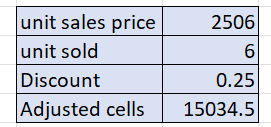 unit sales price 2506
unit sold 6
Discount 0.25
Adjusted cells 15034.5